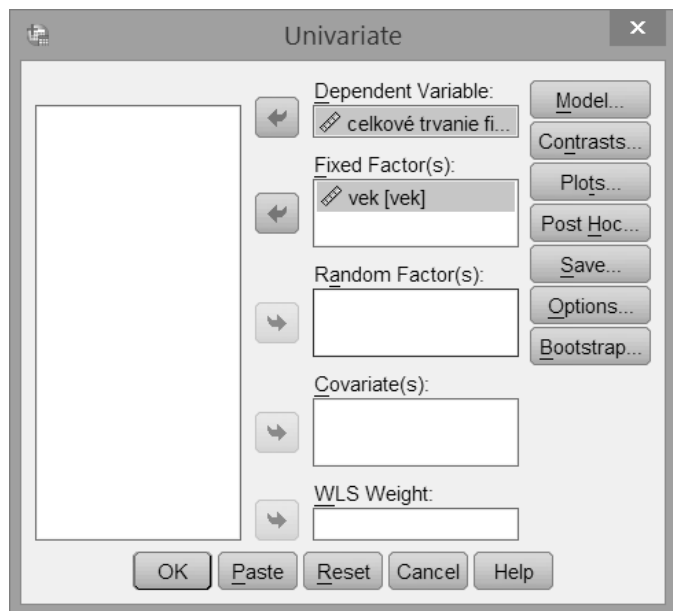 Univariate
Dependent Variable:
celkové trvanie fi...
Fixed Factor(s):
vek [vek]
Random Factor(s):
Covariate(s):
WLS Weight:
Model...
Contrasts...
Plots...
Post Hoc...
Save...
Options...
Bootstrap...
OK
Paste
Reset
Cancel
Help